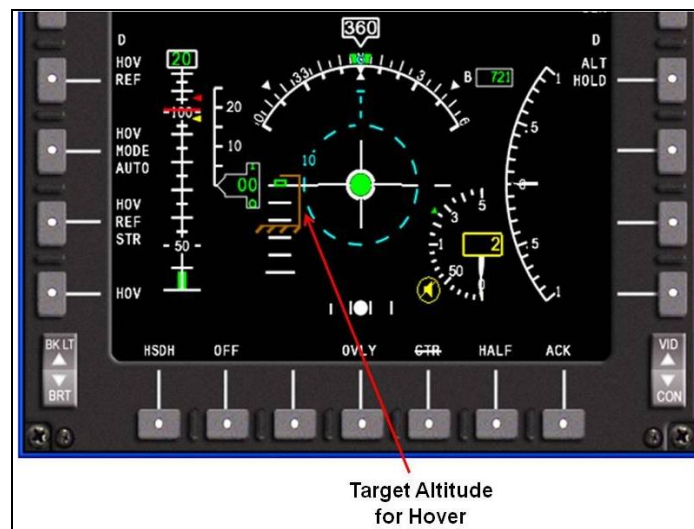 360
D
20
D
HOV
REF
B 721
ALT
HOLD
33
3
30
6
1
20
100
.5
HOV
MODE
AUTO
10
10
00
0
5
3
HOV
REF
STR
1
2
50
50
0
.5
HOV
1
BK LT
BRT
VID
CON
HSDH OFF OVLY CTR HALF ACK
Target Altitude
for Hover